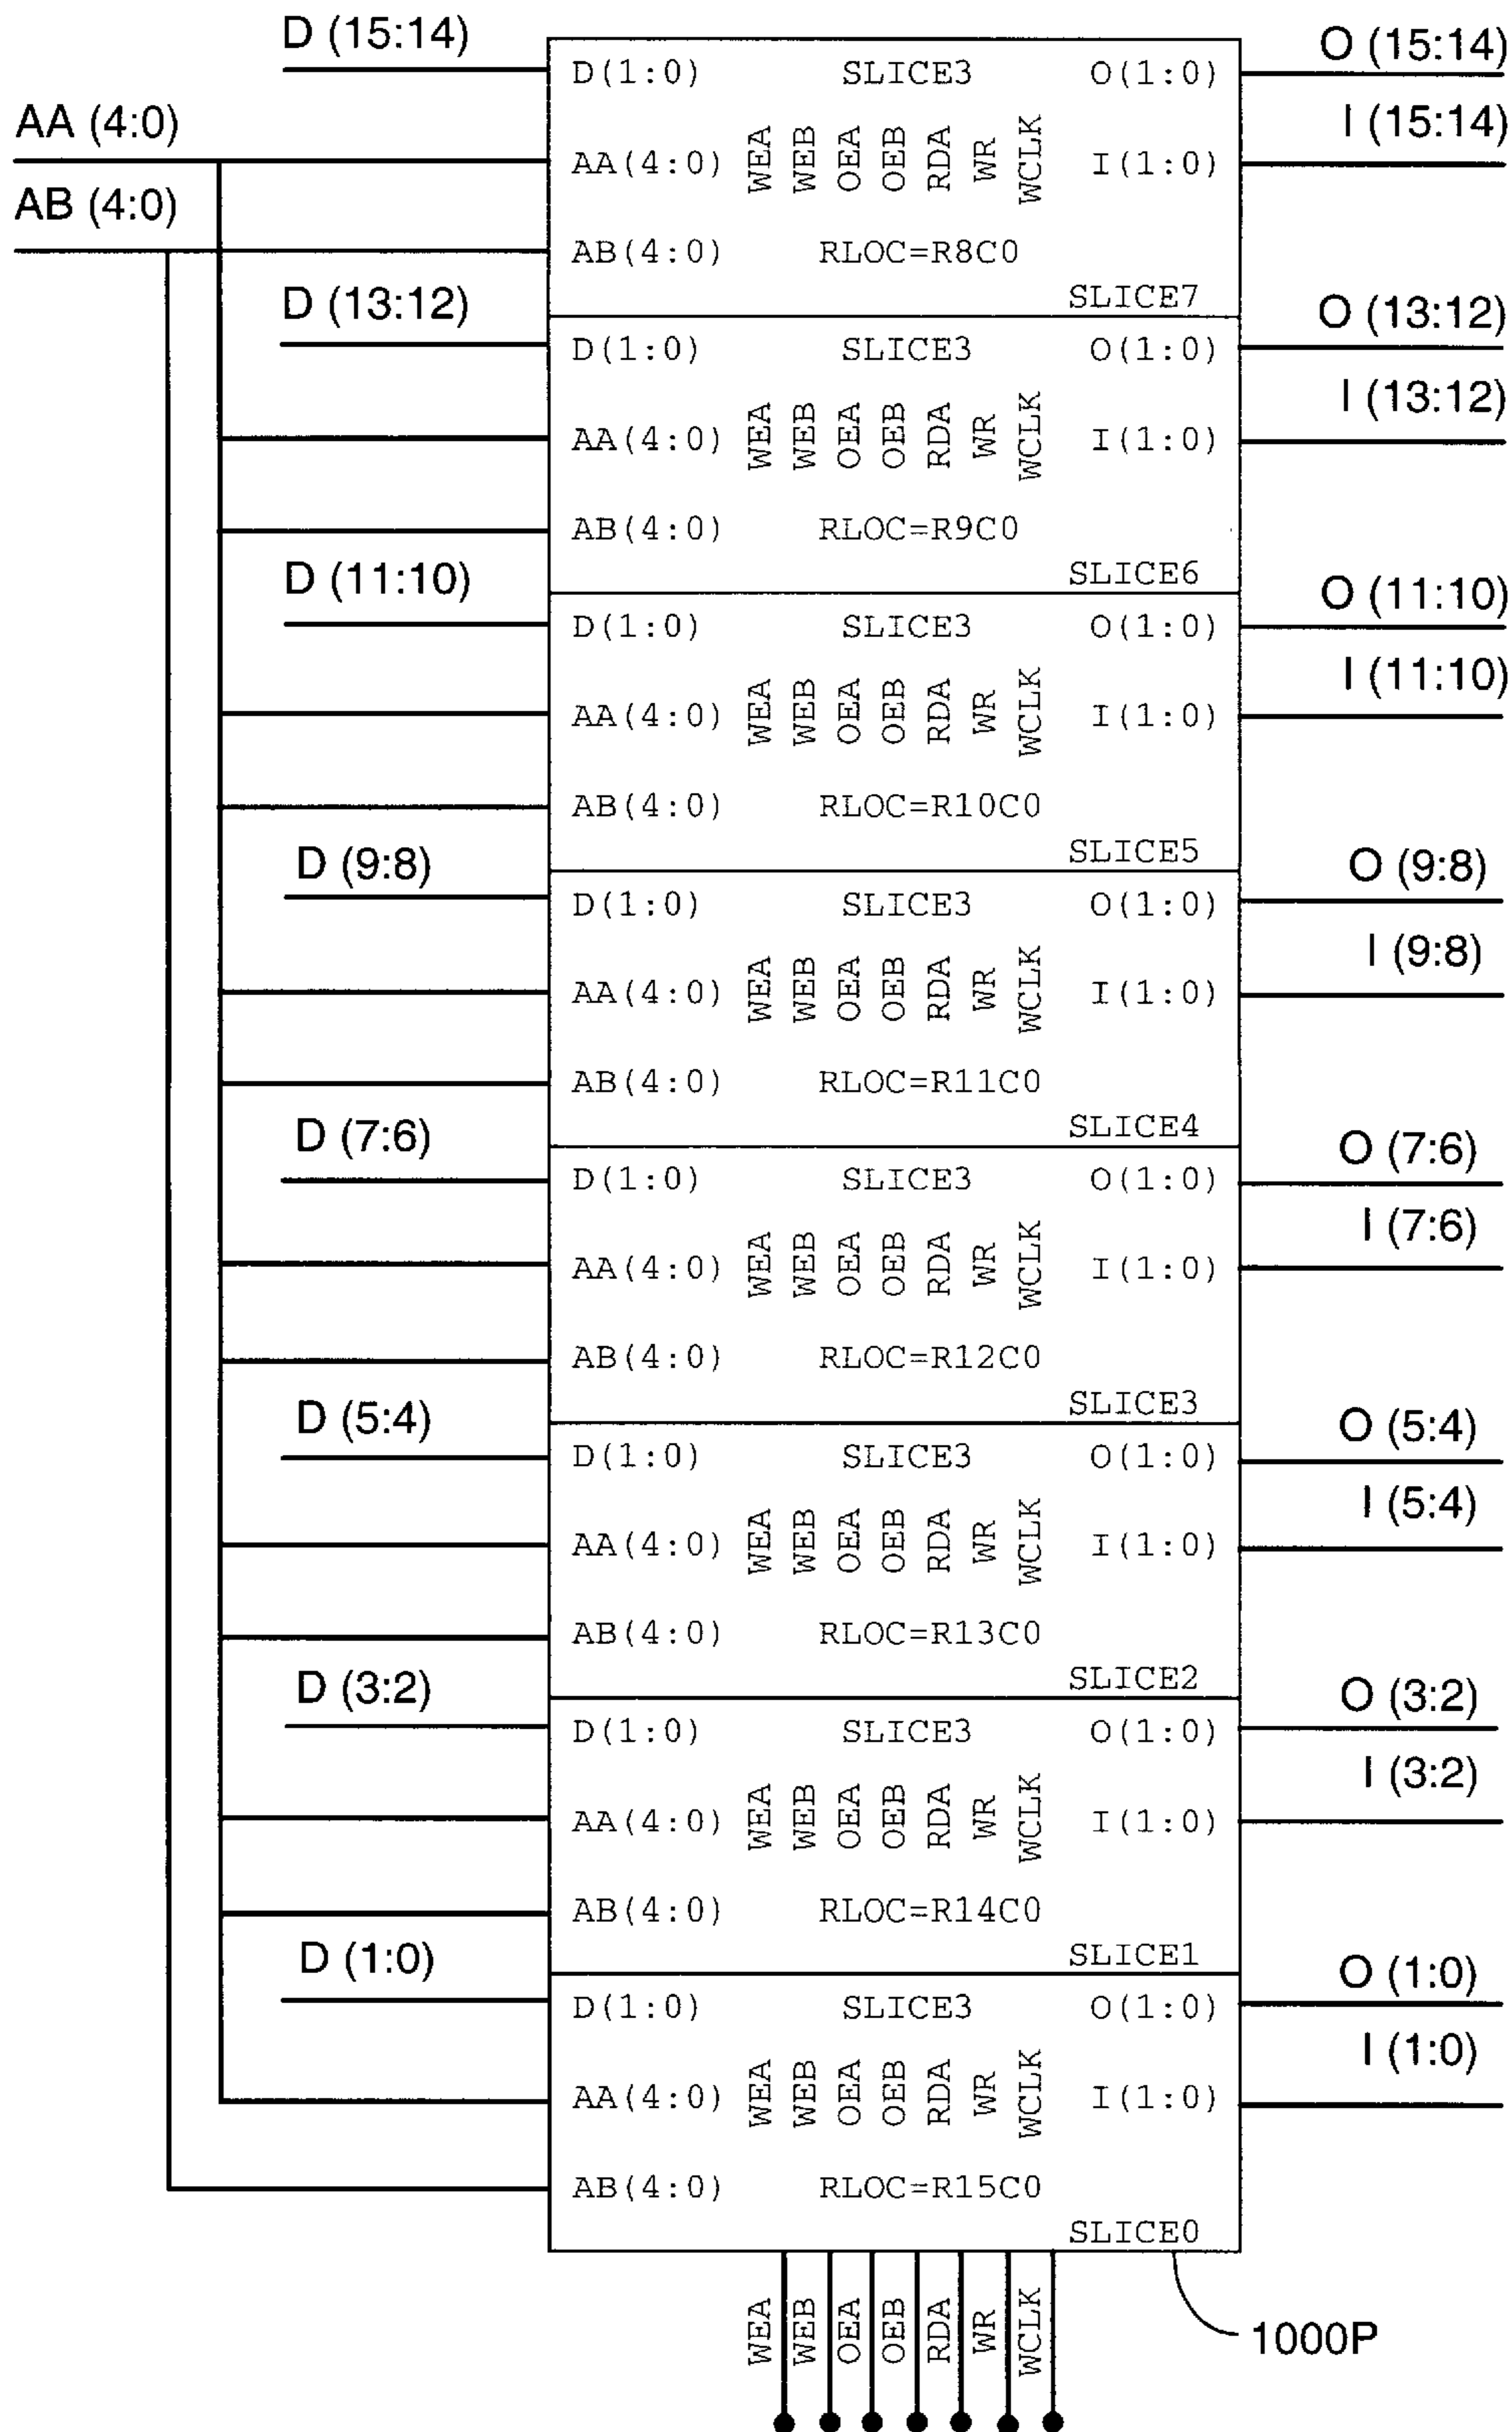 D (15:14)
O (15:14)
D(1:0) SLICE3 O(1:0)
AA (4:0)
I (15:14)
AA(4:0) WEA WEB OEA OEB RDA WR WCLK I(1:0)
AB (4:0)
AB(4:0) RLOC=R8C0
SLICE7
D (13:12)
O (13:12)
D(1:0) SLICE3 O(1:0)
I (13:12)
AA(4:0) WEA WEB OEA OEB RDA WR WCLK I(1:0)
AB(4:0) RLOC=R9C0
SLICE6
D (11:10)
O (11:10)
D(1:0) SLICE3 O(1:0)
I (11:10)
AA(4:0) WEA WEB OEA OEB RDA WR WCLK I(1:0)
AB(4:0) RLOC=R10C0
SLICE5
D (9:8)
O (9:8)
D(1:0) SLICE3 O(1:0)
I (9:8)
AA(4:0) WEA WEB OEA OEB RDA WR WCLK I(1:0)
AB(4:0) RLOC=R11C0
SLICE4
D (7:6)
O (7:6)
D(1:0) SLICE3 O(1:0)
I (7:6)
AA(4:0) WEA WEB OEA OEB RDA WR WCLK I(1:0)
AB(4:0) RLOC=R12C0
SLICE3
D (5:4)
O (5:4)
D(1:0) SLICE3 O(1:0)
I (5:4)
AA(4:0) WEA WEB OEA OEB RDA WR WCLK I(1:0)
AB(4:0) RLOC=R13C0
SLICE2
D (3:2)
O (3:2)
D(1:0) SLICE3 O(1:0)
I (3:2)
AA(4:0) WEA WEB OEA OEB RDA WR WCLK I(1:0)
AB(4:0) RLOC=R14C0
SLICE1
D (1:0)
O (1:0)
D(1:0) SLICE3 O(1:0)
I (1:0)
AA(4:0) WEA WEB OEA OEB RDA WR WCLK I(1:0)
AB(4:0) RLOC=R15C0
SLICE0
WEA WEB OEA OEB RDA WR WCLK
1000P